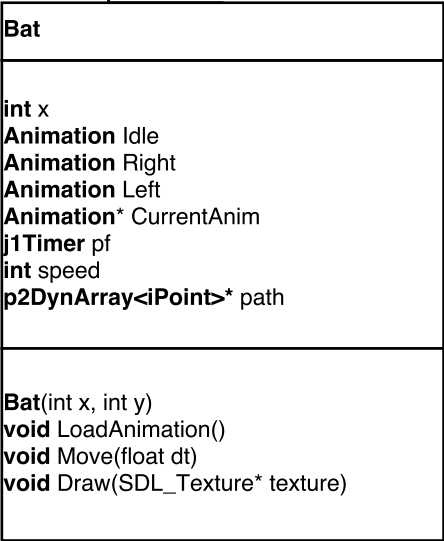 Bat
int x
Animation Idle
Animation Right
Animation Left
Animation* CurrentAnim
j1Timer pf
int speed
p2DynArray<iPoint>* path
Bat(int x, int y)
void LoadAnimation()
void Move(float dt)
void Draw(SDL_Texture* texture)